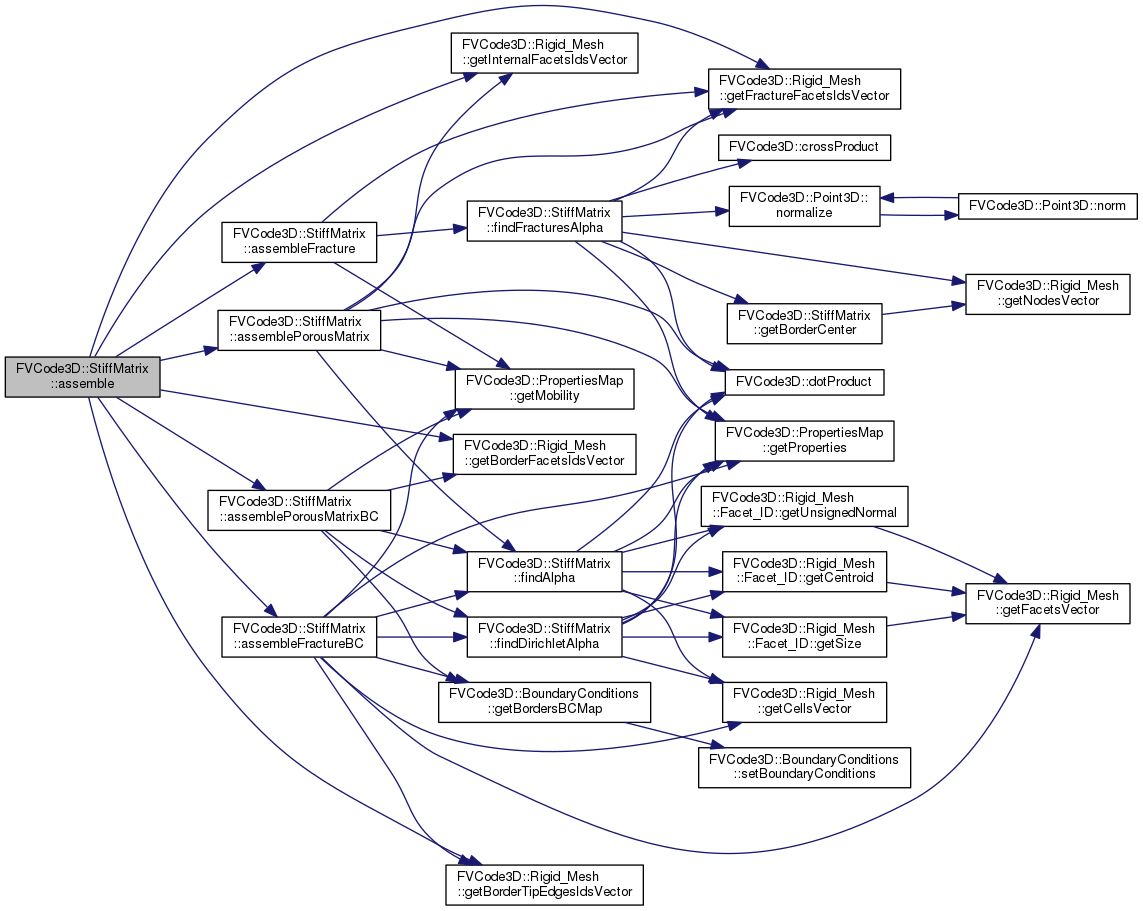 FVCode3D::StiffMatrix
::assemble
FVCode3D::StiffMatrix
::assembleFracture
FVCode3D::StiffMatrix
::assemblePorousMatrix
FVCode3D::StiffMatrix
::assemblePorousMatrixBC
FVCode3D::StiffMatrix
::assembleFractureBC
FVCode3D::Rigid_Mesh
::getInternalFacetsIdsVector
FVCode3D::StiffMatrix
::findFracturesAlpha
FVCode3D::PropertiesMap
::getMobility
FVCode3D::Rigid_Mesh
::getBorderFacetsIdsVector
FVCode3D::StiffMatrix
::findAlpha
FVCode3D::StiffMatrix
::findDirichletAlpha
FVCode3D::BoundaryConditions
::getBordersBCMap
FVCode3D::Rigid_Mesh
::getBorderTipEdgesIdsVector
FVCode3D::Rigid_Mesh
::getFractureFacetsIdsVector
FVCode3D::crossProduct
FVCode3D::Point3D::
normalize
FVCode3D::StiffMatrix
::getBorderCenter
FVCode3D::dotProduct
FVCode3D::PropertiesMap
::getProperties
FVCode3D::Rigid_Mesh
::Facet_ID::getUnsignedNormal
FVCode3D::Rigid_Mesh
::Facet_ID::getCentroid
FVCode3D::Rigid_Mesh
::Facet_ID::getSize
FVCode3D::Rigid_Mesh
::getCellsVector
FVCode3D::BoundaryConditions
::setBoundaryConditions
FVCode3D::Point3D::norm
FVCode3D::Rigid_Mesh
::getNodesVector
FVCode3D::Rigid_Mesh
::getFacetsVector